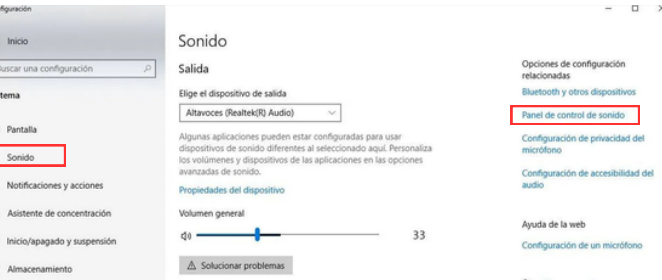 Inicio
Buscar una configuración
Pantalla
Sonido
Notificaciones y acciones
Asistente de concentración
Inicio/apagado y suspensión
Almacenamiento
Sonido
Salida
Elige el dispositivo de salida
Altavoces (Realtek(R) Audio)
Algunas aplicaciones pueden estar configuradas para usar
dispositivos de sonido diferentes al seleccionado aquí. Personaliza
los volúmenes y dispositivos de las aplicaciones en las opciones
avanzadas de sonido.
Propiedades del dispositivo
Volumen general
33
Solucionar problemas
Opciones de configuración
relacionadas
Bluetooth y otros dispositivos
Panel de control de sonido
Configuración de privacidad del
micrófono
Configuración de accesibilidad del
audio
Ayuda de la web
Configuración de un micrófono